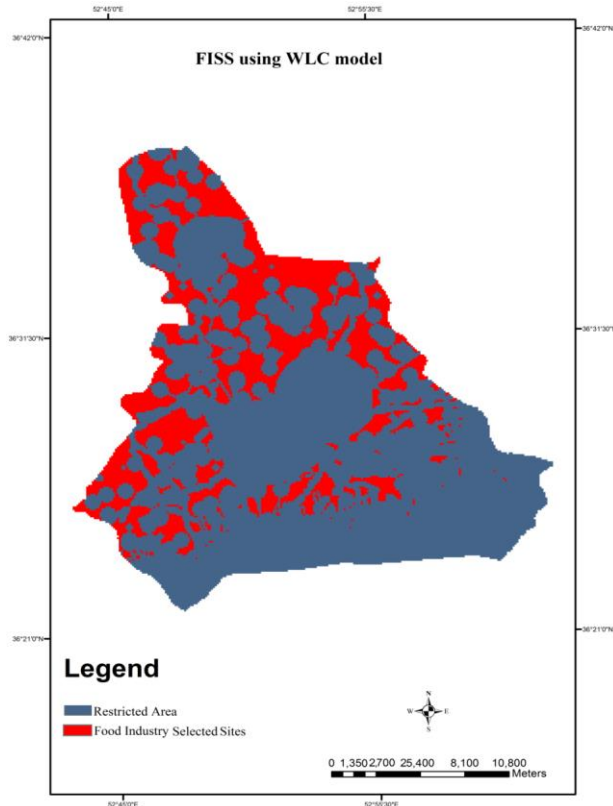 52°45'0"E 52°55'30"E
36°42'0"N 36°42'0"N
FISS using WLC model
36°31'30"N 36°31'30"N
36°21'0"N 36°21'0"N
Legend
Restricted Area
Food Industry Selected Sites
N
W E
S
0 1,350 2,700 25,400 8,100 10,800
Meters
52°45'0"E 52°55'30"E